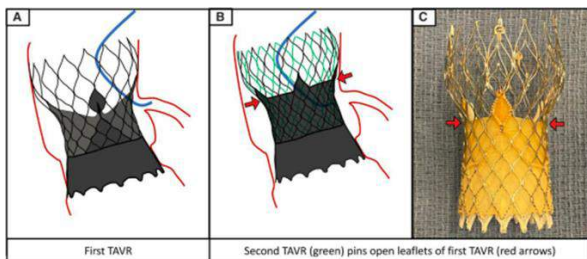 A
B
C
First TAVR
Second TAVR (green) pins open leaflets of first TAVR (red arrows)